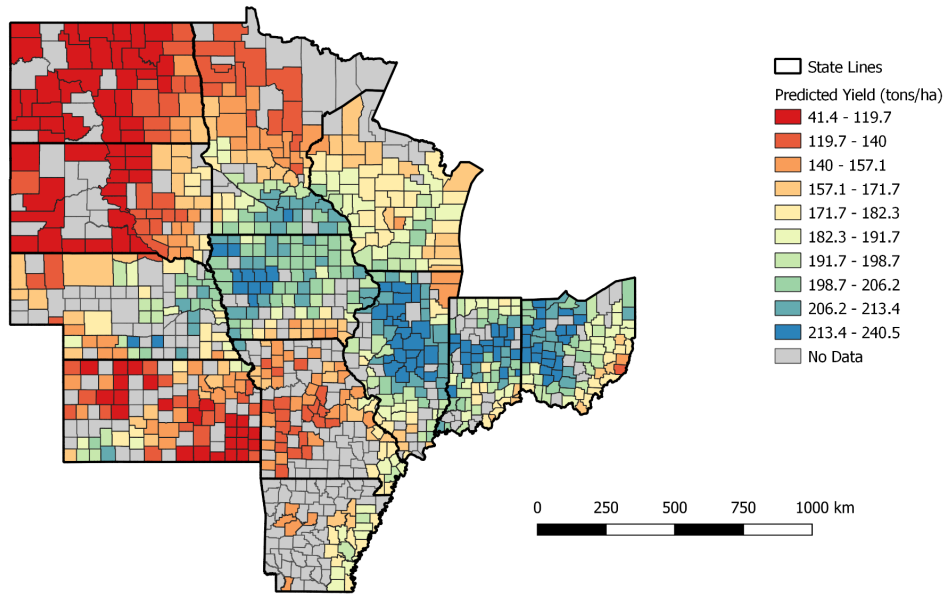 State Lines
Predicted Yield (tons/ha)
41.4 - 119.7
119.7 - 140
140 - 157.1
157.1 - 171.7
171.7 - 182.3
182.3 - 191.7
191.7 - 198.7
198.7 - 206.2
206.2 - 213.4
213.4 - 240.5
No Data
0 250 500 750 1000 km